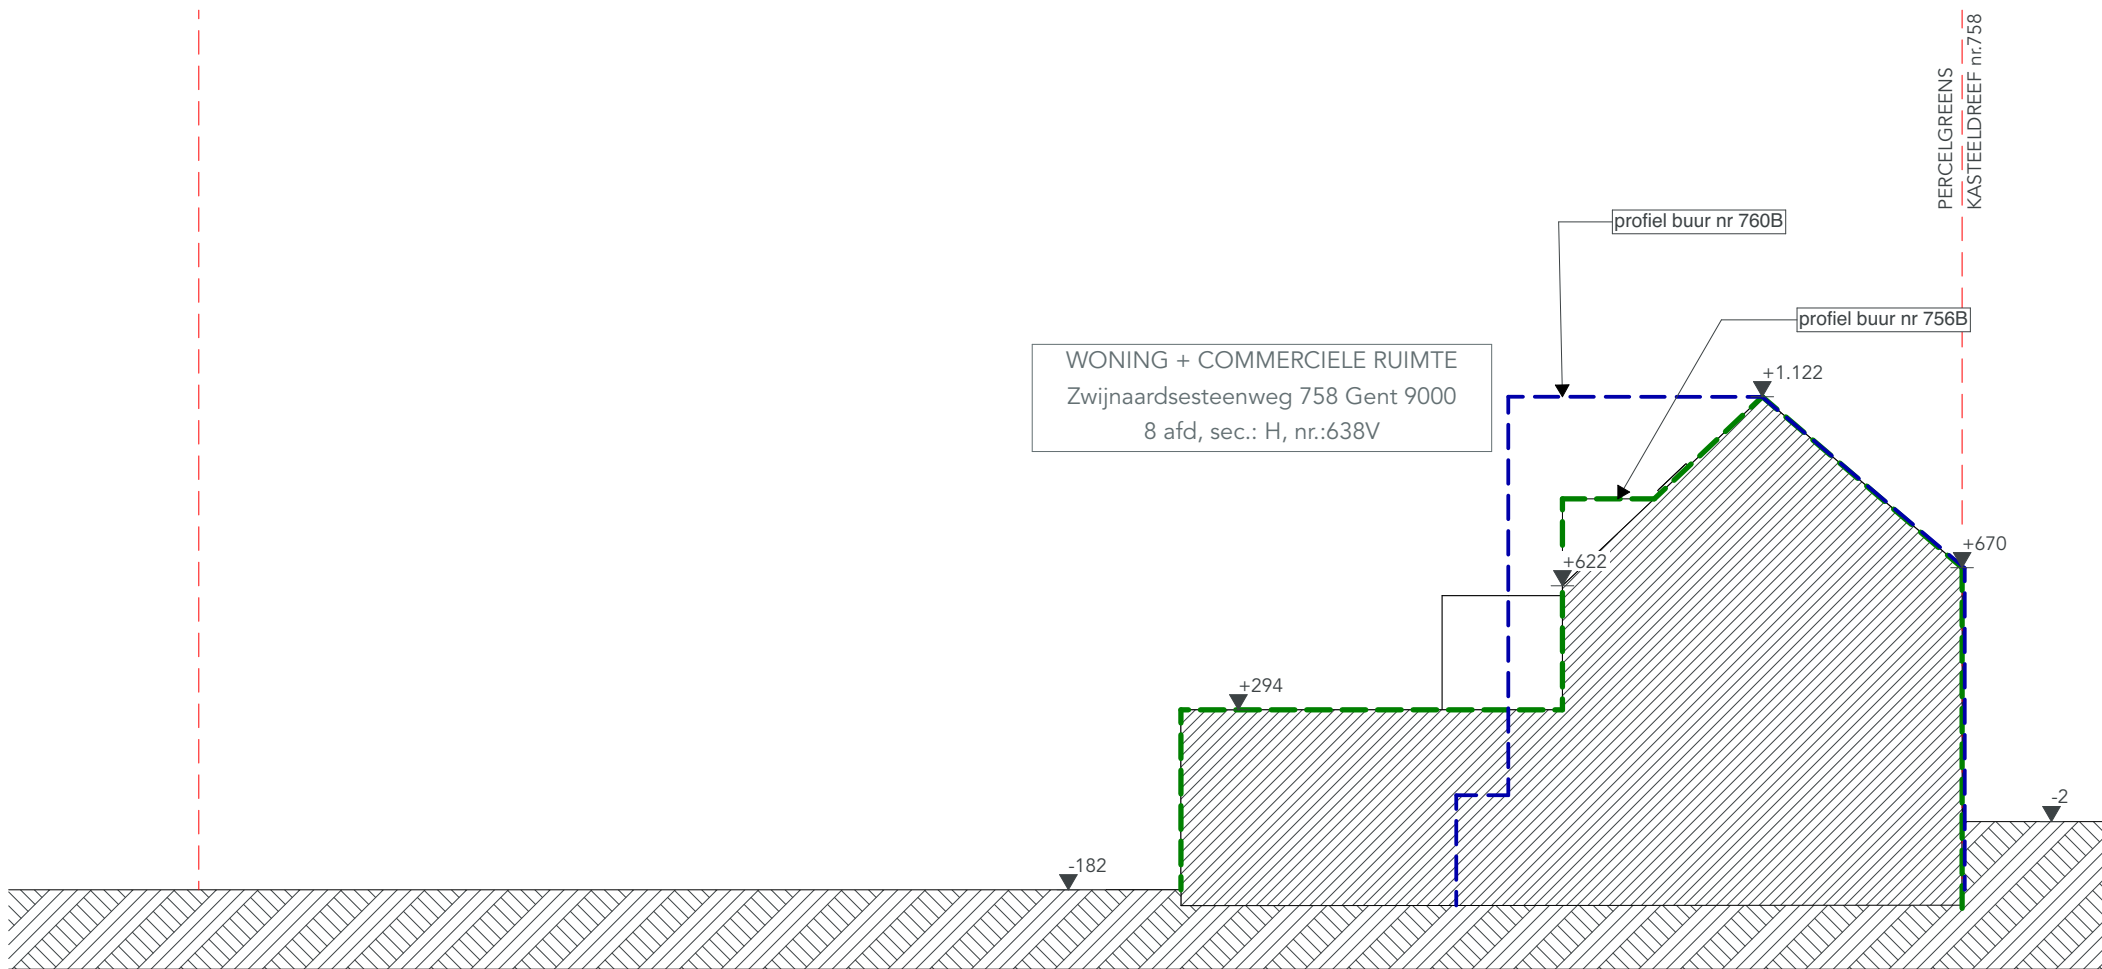 PERCELGREENS
KASTEELDREEF nr.758
profiel buur nr 760B
profiel buur nr 756B
WONING + COMMERCIELE RUIMTE
Zwijnaardsesteenweg 758 Gent 9000
8 afd, sec.: H, nr.:638V
+1.122
+670
+622
+294
-2
-182